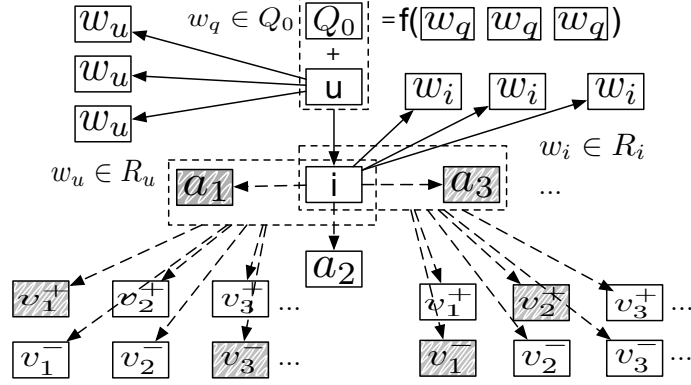 w_u w_q ∈ Q_0 Q_0 =f( w_q w_q w_q )
+
w_u u w_i w_i w_i
w_u
w_u ∈ R_u w_i ∈ R_i
a_1 i a_3 ...
a_2
v_1^+ v_2^+ v_3^+ ... v_1^+ v_2^+ v_3^+ ...
v_1^- v_2^- v_3^- ... v_1^- v_2^- v_3^- ...